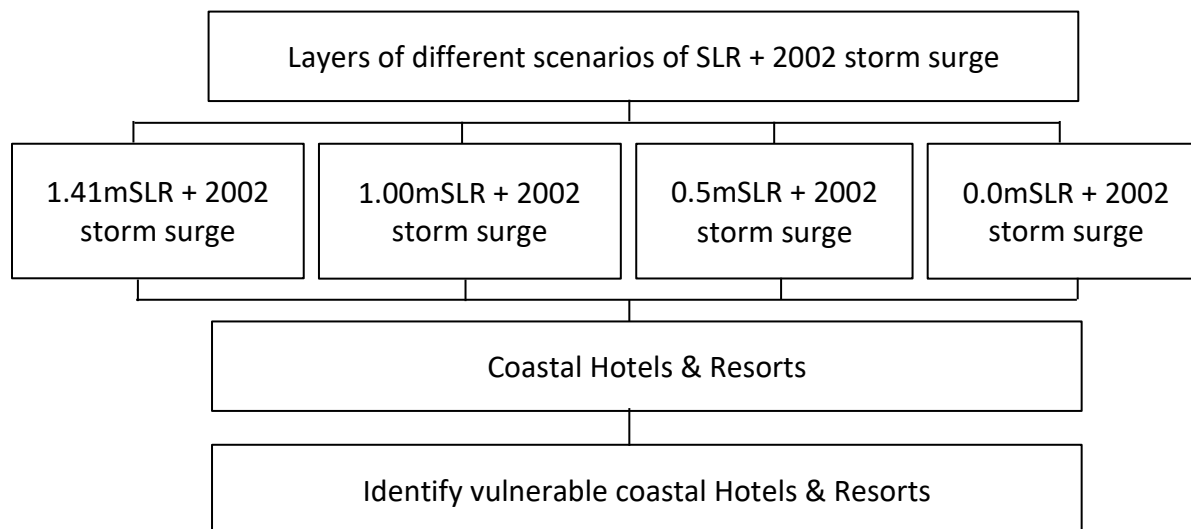 Layers of different scenarios of SLR + 2002 storm surge
1.41mSLR + 2002
storm surge
1.00mSLR + 2002
storm surge
0.5mSLR + 2002
storm surge
0.0mSLR + 2002
storm surge
Coastal Hotels & Resorts
Identify vulnerable coastal Hotels & Resorts